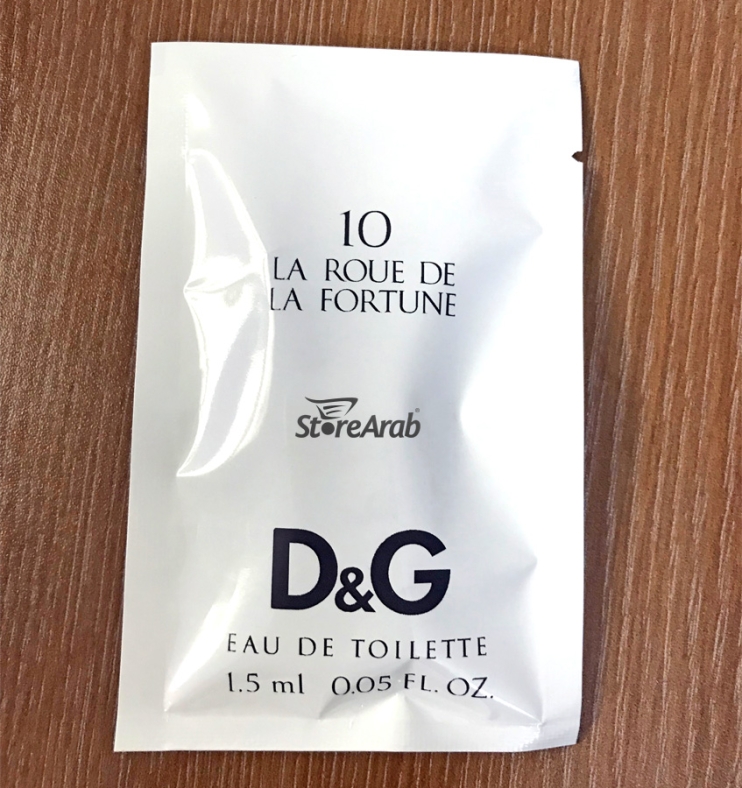 10
LA ROUE DE
LA FORTUNE
StoreArab®
D&G
EAU DE TOILETTE
1.5 ml 0.05 FL. OZ.